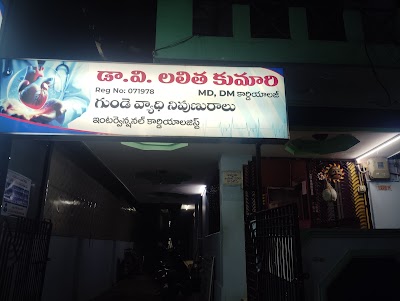 డా.వి. లలిత కుమారి
Reg No: 071978 MD, DM కార్డియాలజీ
గుండె వ్యాధి నిపుణురాలు
ఇంటర్వెన్షనల్ కార్డియాలజిస్ట్